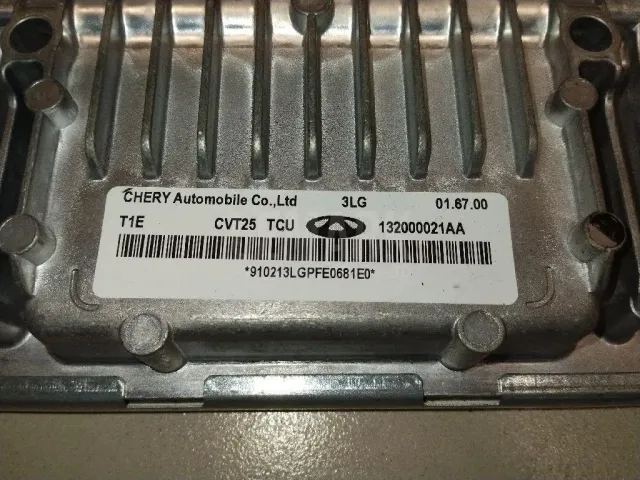 CHERY Automobile Co.,Ltd 3LG 01.67.00
T1E CVT25 TCU 132000021AA
*910213LGPFE0681E0*